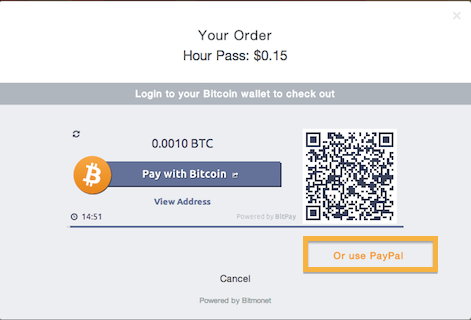 Your Order
Hour Pass: $0.15
Login to your Bitcoin wallet to check out
0.0010 BTC
Pay with Bitcoin
View Address
14:51
Powered by BitPay
Or use PayPal
Cancel
Powered by Bitmonet